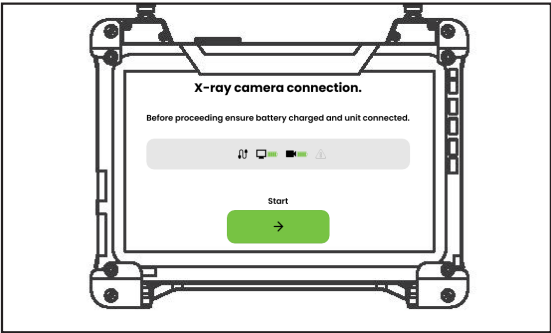 X-ray camera connection.
Before proceeding ensure battery charged and unit connected.
Start